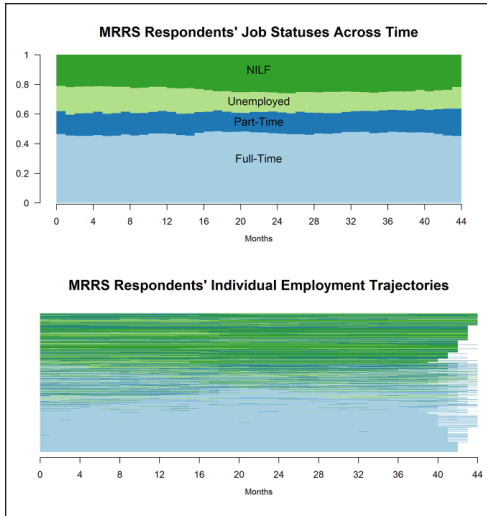 MRRS Respondents' Job Statuses Across Time
1
0.8
0.6
0.4
0.2
0
NILF
Unemployed
Part-Time
Full-Time
0 4 8 12 16 20 24 28 32 36 40 44
Months
MRRS Respondents' Individual Employment Trajectories
0 4 8 12 16 20 24 28 32 36 40 44
Months